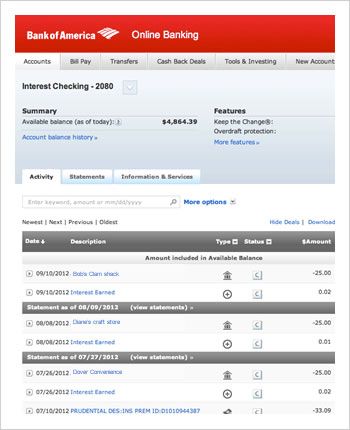 Bank of America Online Banking
Accounts Bill Pay Transfers Cash Back Deals Tools & Investing New Account
Interest Checking - 2080
Summary Features
Available balance (as of today): $4,864.39 Keep the Change®:
Overdraft protection:
Account balance history » More features »
Activity Statements Information & Services
Enter keyword, amount or mm/dd/yyyy More options
Newest | Next | Previous | Oldest Hide Deals | Download
Date Description Type Status $Amount
Amount included in Available Balance
09/10/2012 Bob's Clam shack C -25.00
09/10/2012 Interest Earned C 0.02
Statement as of 08/09/2012 (view statements) »
08/08/2012 Diane's craft store C -25.00
08/08/2012 Interest Earned C 0.01
Statement as of 07/27/2012 (view statements) »
07/26/2012 Dover Convenience C -25.00
07/26/2012 Interest Earned C 0.02
07/10/2012 PRUDENTIAL DES:INS PREM ID:D1010944387 C -33.09